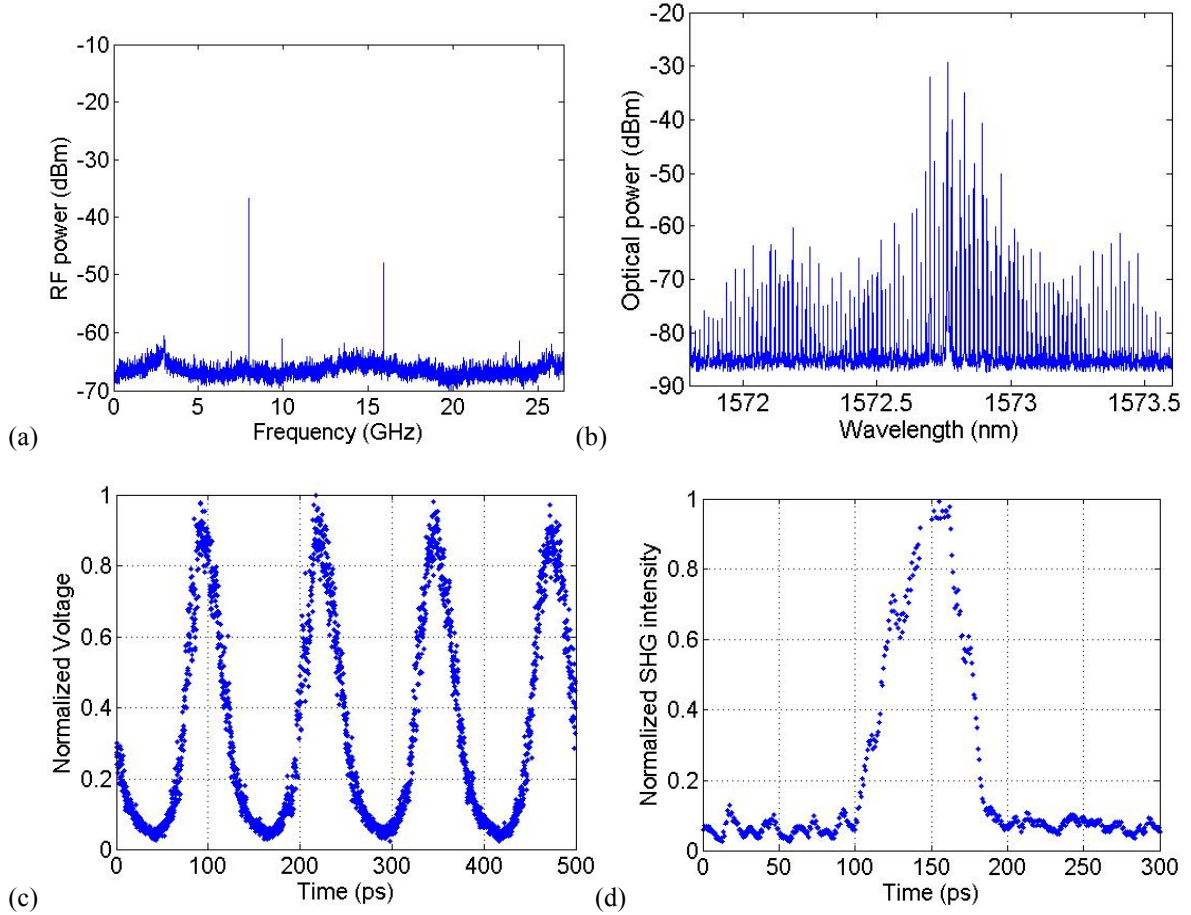 -10
-20
-30
-40
-50
-60
-70
RF power (dBm)
0 5 10 15 20 25
Frequency (GHz)
(a)
-20
-30
-40
-50
-60
-70
-80
-90
Optical power (dBm)
1572 1572.5 1573 1573.5
Wavelength (nm)
(b)
1
0.8
0.6
0.4
0.2
0
Normalized Voltage
0 100 200 300 400 500
Time (ps)
(c)
1
0.8
0.6
0.4
0.2
0
Normalized SHG intensity
0 50 100 150 200 250 300
Time (ps)
(d)